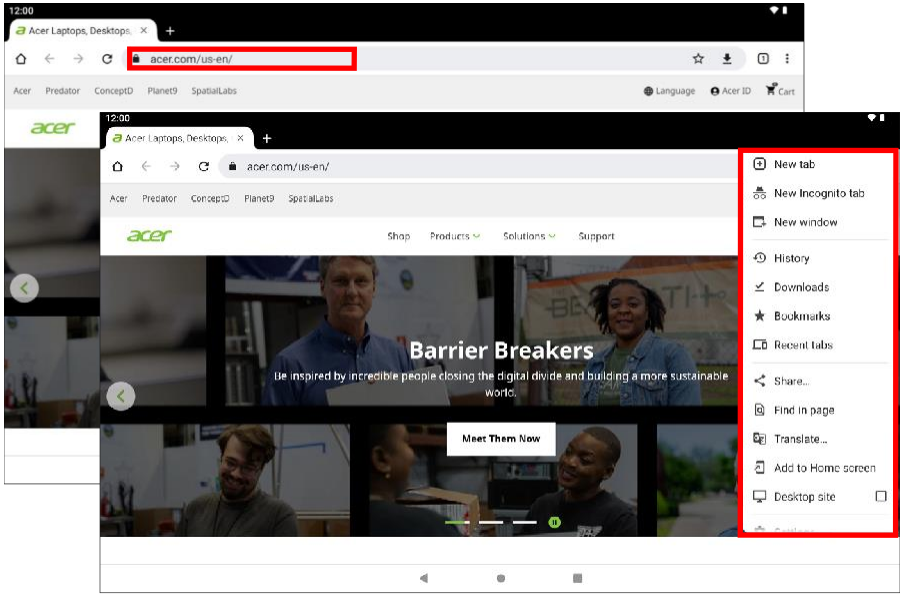 12:00
Acer Laptops, Desktops,
acer.com/us-en/
1
Acer Predator ConceptD Planet9 SpatialLabs Language Acer ID Cart
acer
12:00
Acer Laptops, Desktops,
acer.com/us-en/
Acer Predator ConceptD Planet9 SpatialLabs
acer Shop Products Solutions Support
Barrier Breakers
Be inspired by incredible people closing the digital divide and building a more sustainable
world.
Meet Them Now
New tab
New Incognito tab
New window
History
Downloads
Bookmarks
Recent tabs
Share...
Find in page
Translate...
Add to Home screen
Desktop site
Settings